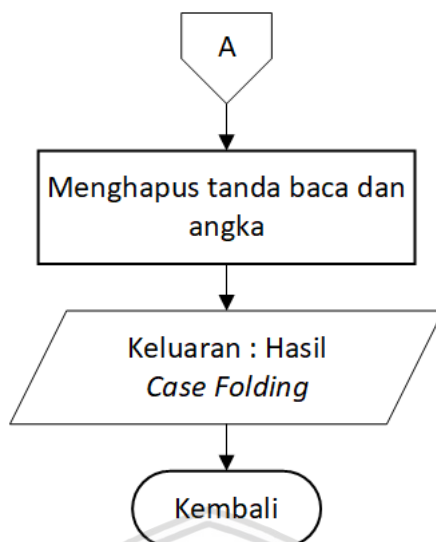 A
Menghapus tanda baca dan
angka
Keluaran : Hasil
Case Folding
Kembali